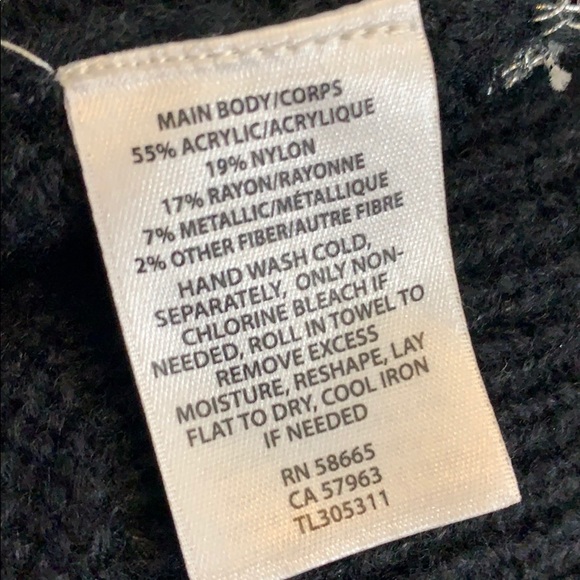 MAIN BODY/CORPS
55% ACRYLIC/ACRYLIQUE
19% NYLON
17% RAYON/RAYONNE
7% METALLIC/MÉTALLIQUE
2% OTHER FIBER/AUTRE FIBRE
HAND WASH COLD,
SEPARATELY, ONLY NON-
CHLORINE BLEACH IF
NEEDED, ROLL IN TOWEL TO
REMOVE EXCESS
MOISTURE, RESHAPE, LAY
FLAT TO DRY, COOL IRON
IF NEEDED
RN 58665
CA 57963
TL305311